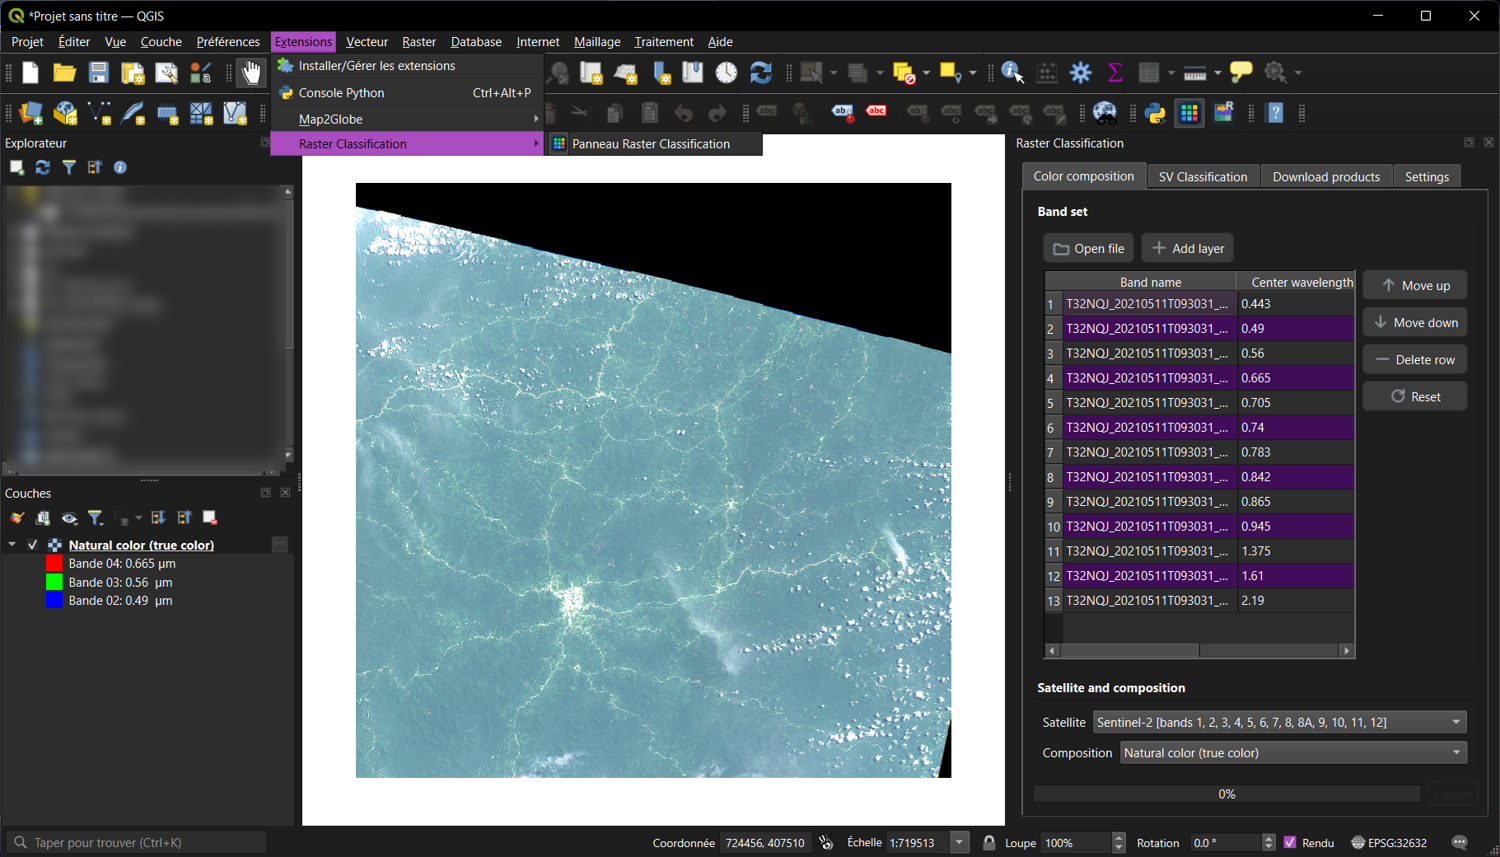 *Projet sans titre — QGIS
Projet Éditer Vue Couche Préférences Extensions Vecteur Raster Database Internet Maillage Traitement Aide
Installer/Gérer les extensions
Console Python Ctrl+Alt+P
Map2Globe
Raster Classification
Panneau Raster Classification
Explorateur
Couches
Natural color (true color)
Bande 04: 0.665 µm
Bande 03: 0.56 µm
Bande 02: 0.49 µm
Raster Classification
Color composition SV Classification Download products Settings
Band set
Open file Add layer
Band name Center wavelength
1 T32NQJ_20210511T093031_... 0.443
2 T32NQJ_20210511T093031_... 0.49
3 T32NQJ_20210511T093031_... 0.56
4 T32NQJ_20210511T093031_... 0.665
5 T32NQJ_20210511T093031_... 0.705
6 T32NQJ_20210511T093031_... 0.74
7 T32NQJ_20210511T093031_... 0.783
8 T32NQJ_20210511T093031_... 0.842
9 T32NQJ_20210511T093031_... 0.865
10 T32NQJ_20210511T093031_... 0.945
11 T32NQJ_20210511T093031_... 1.375
12 T32NQJ_20210511T093031_... 1.61
13 T32NQJ_20210511T093031_... 2.19
Move up
Move down
Delete row
Reset
Satellite and composition
Satellite Sentinel-2 [bands 1, 2, 3, 4, 5, 6, 7, 8, 8A, 9, 10, 11, 12]
Composition Natural color (true color)
0% Cancel
Taper pour trouver (Ctrl+K) Coordonnée 724456, 407510 Échelle 1:719513 Loupe 100% Rotation 0.0 ° Rendu EPSG:32632